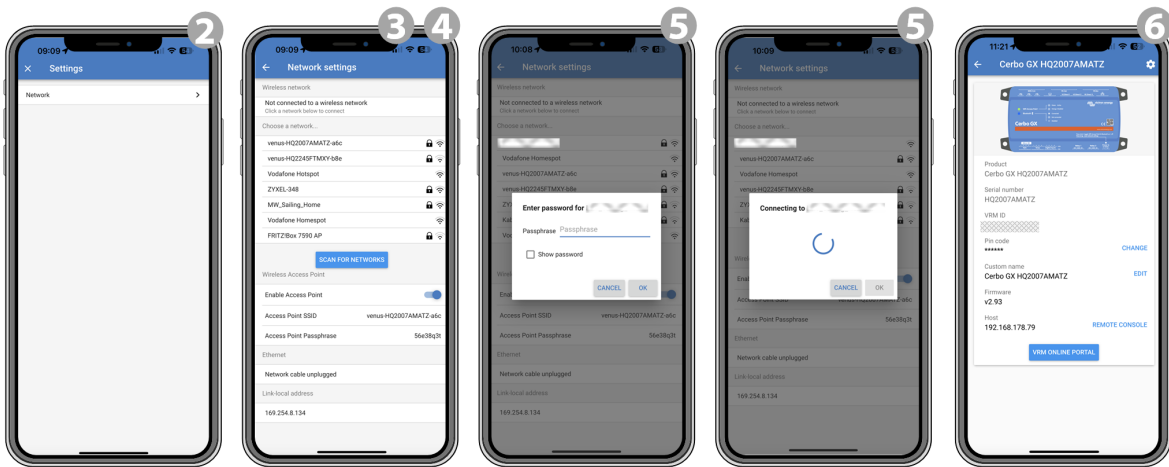 2
09:09
Settings
Network
3 4
09:09
Network settings
Wireless network
Not connected to a wireless network
Click a network below to connect
Choose a network...
venus-HQ2007AMATZ-a6c
venus-HQ2245FTMXY-b8e
Vodafone Hotspot
ZYXEL-348
MW_Sailing_Home
Vodafone Homespot
FRITZ!Box 7590 AP
SCAN FOR NETWORKS
Wireless Access Point
Enable Access Point
Access Point SSID venus-HQ2007AMATZ-a6c
Access Point Passphrase 56e38q3t
Ethernet
Network cable unplugged
Link-local address
169.254.8.134
5
10:08
Network settings
Wireless network
Not connected to a wireless network
Click a network below to connect
Choose a network...
Vodafone Homespot
venus-HQ2007AMATZ-a6c
venus-HQ2245FTMXY-b8e
Enter password for
Passphrase Passphrase
Show password
CANCEL OK
Access Point SSID venus-HQ2007AMATZ-a6c
Access Point Passphrase 56e38q3t
Ethernet
Network cable unplugged
Link-local address
169.254.8.134
5
10:09
Network settings
Wireless network
Not connected to a wireless network
Click a network below to connect
Choose a network...
venus-HQ2007AMATZ-a6c
Vodafone Homespot
venus-HQ2245FTMXY-b8e
Connecting to
CANCEL OK
Access Point Passphrase 56e38q3t
Ethernet
Network cable unplugged
Link-local address
169.254.8.134
6
11:21
Cerbo GX HQ2007AMATZ
Cerbo GX
Product
Cerbo GX HQ2007AMATZ
Serial number
HQ2007AMATZ
VRM ID
Pin code
****** CHANGE
Custom name
Cerbo GX HQ2007AMATZ EDIT
Firmware
v2.93
Host
192.168.178.79 REMOTE CONSOLE
VRM ONLINE PORTAL